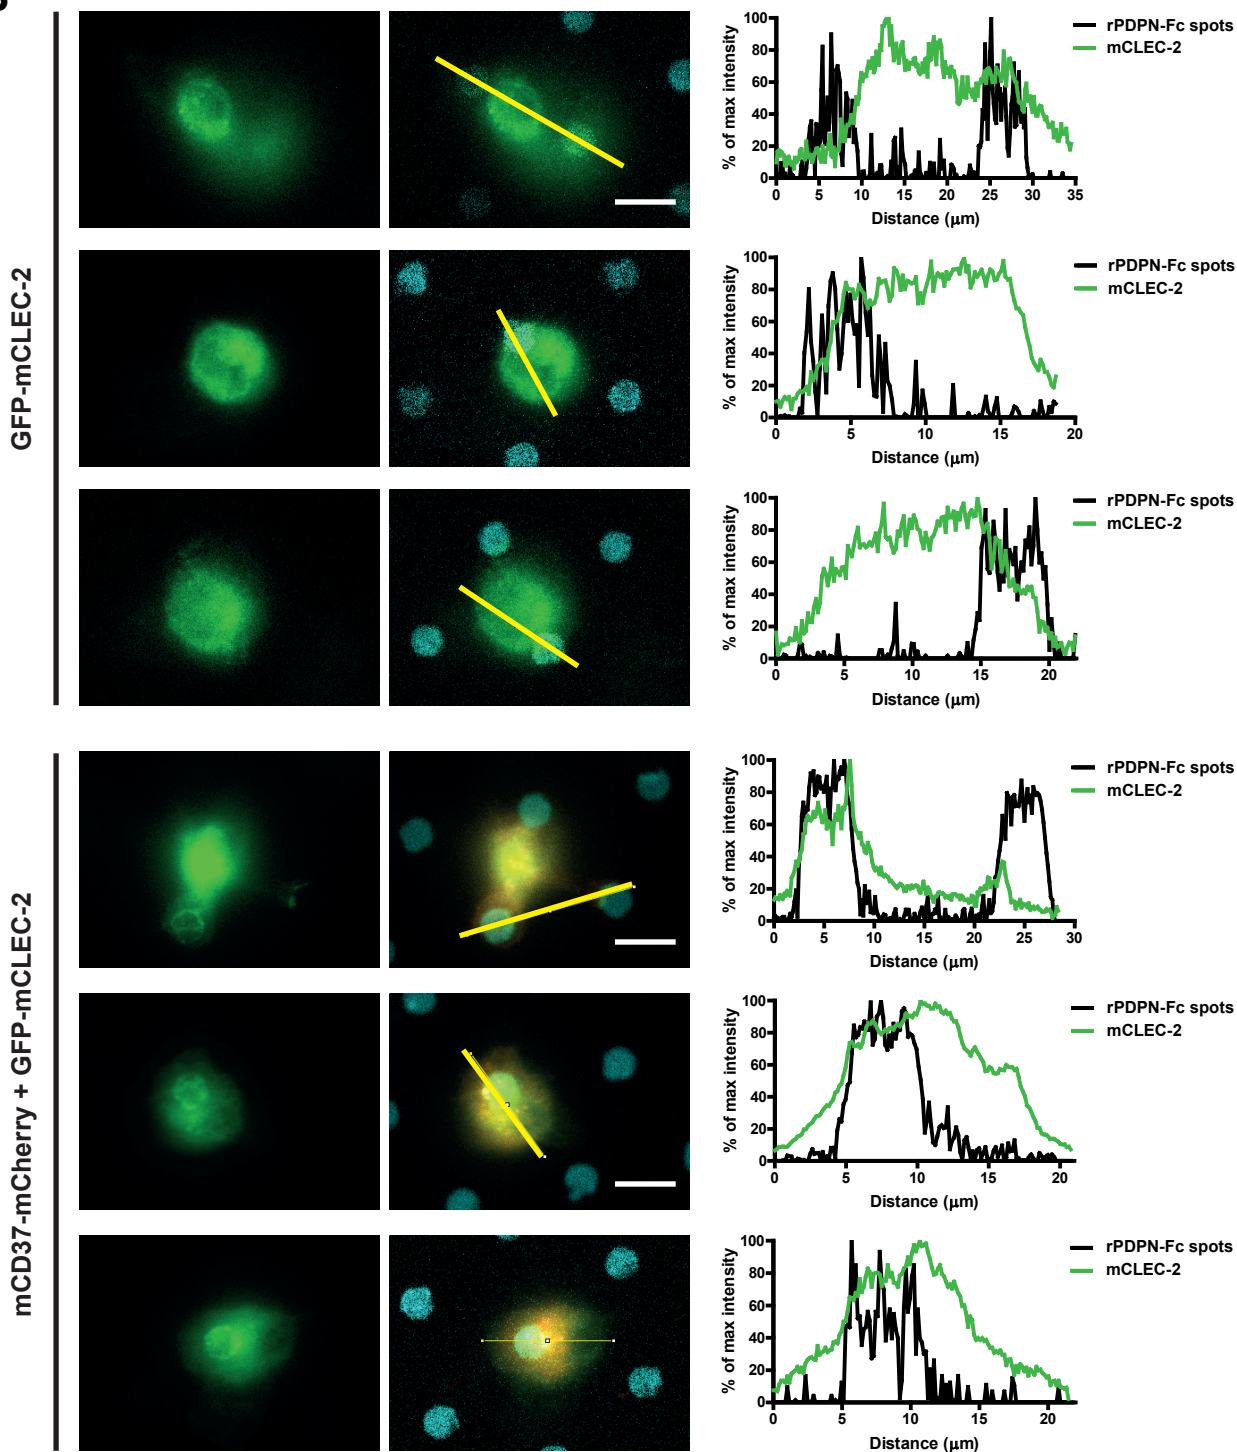 GFP-mCLEC-2
% of max intensity
100
80
60
40
20
0
0 5 10 15 20 25 30 35
Distance (μm)
rPDPN-Fc spots
mCLEC-2
% of max intensity
100
80
60
40
20
0
0 5 10 15 20
Distance (μm)
rPDPN-Fc spots
mCLEC-2
% of max intensity
100
80
60
40
20
0
0 5 10 15 20
Distance (μm)
rPDPN-Fc spots
mCLEC-2
mCD37-mCherry + GFP-mCLEC-2
% of max intensity
100
80
60
40
20
0
0 5 10 15 20 25 30
Distance (μm)
rPDPN-Fc spots
mCLEC-2
% of max intensity
100
80
60
40
20
0
0 5 10 15 20
Distance (μm)
rPDPN-Fc spots
mCLEC-2
% of max intensity
100
80
60
40
20
0
0 5 10 15 20
Distance (μm)
rPDPN-Fc spots
mCLEC-2